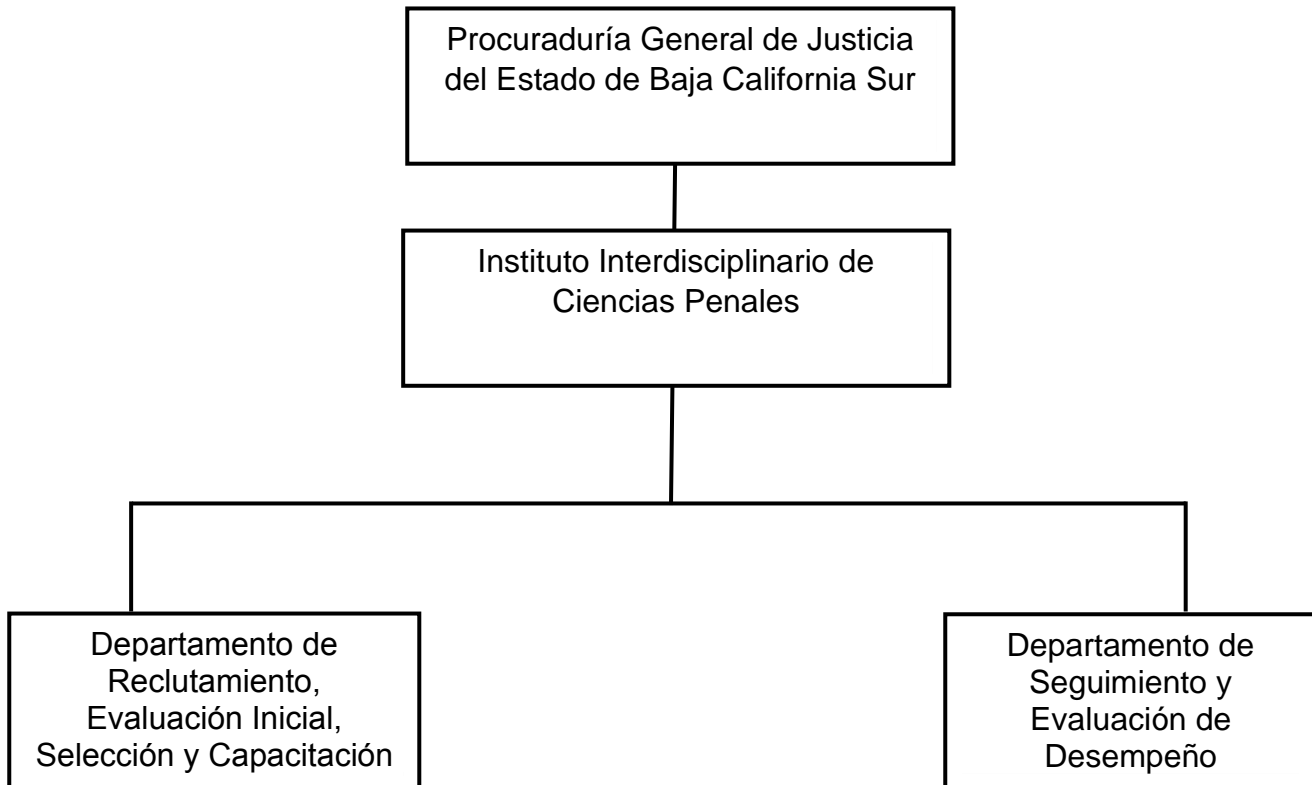 Procuraduría General de Justicia
del Estado de Baja California Sur
Instituto Interdisciplinario de
Ciencias Penales
Departamento de
Reclutamiento,
Evaluación Inicial,
Selección y Capacitación
Departamento de
Seguimiento y
Evaluación de
Desempeño